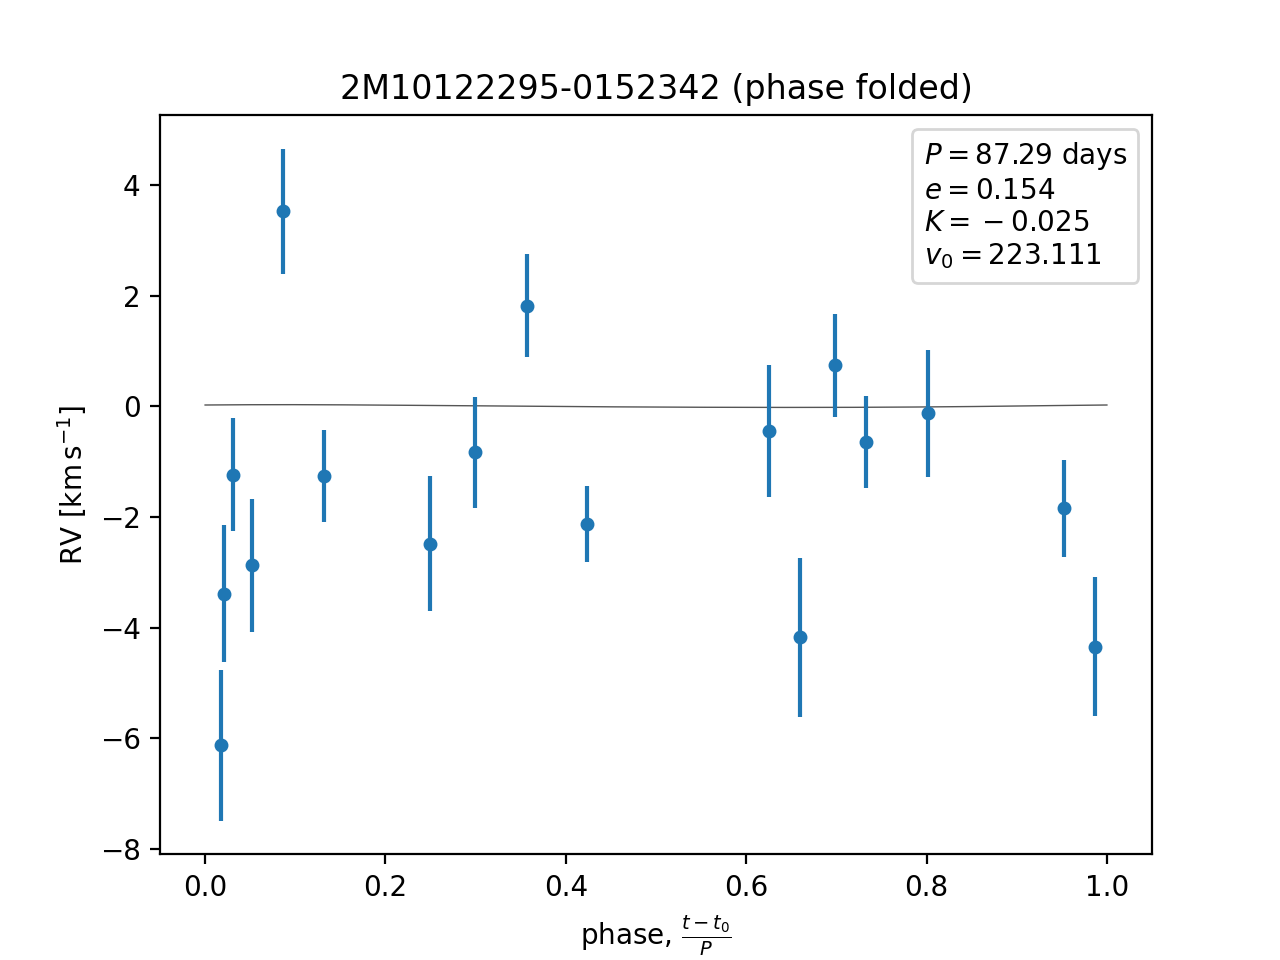 2M10122295-0152342 (phase folded)
P = 87.29 days
e = 0.154
K = −0.025
v₀ = 223.111
4
2
0
−2
−4
−6
−8
RV [km s⁻¹]
0.0 0.2 0.4 0.6 0.8 1.0
phase, (t − t₀)/P